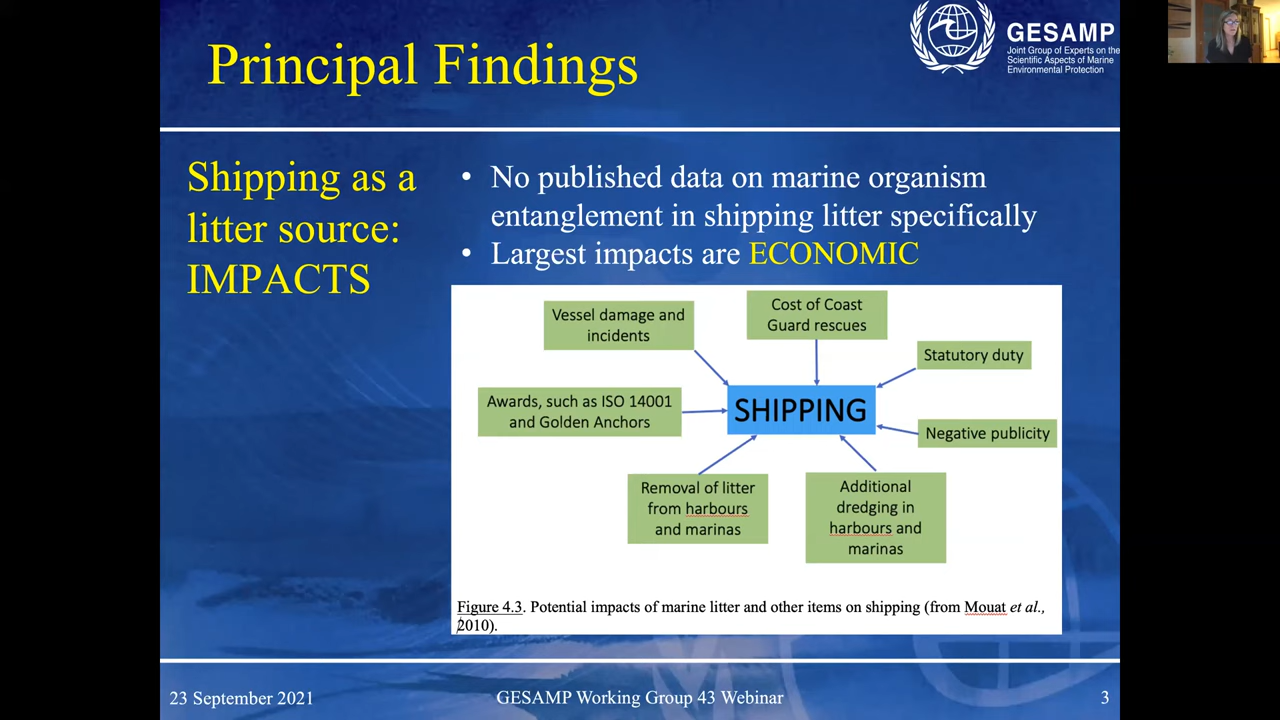 Principal Findings
GESAMP
Joint Group of Experts on the
Scientific Aspects of Marine
Environmental Protection
Shipping as a
litter source:
IMPACTS
• No published data on marine organism
entanglement in shipping litter specifically
• Largest impacts are ECONOMIC
Vessel damage and
incidents
Cost of Coast
Guard rescues
Statutory duty
Awards, such as ISO 14001
and Golden Anchors
SHIPPING
Negative publicity
Removal of litter
from harbours
and marinas
Additional
dredging in
harbours and
marinas
Figure 4.3. Potential impacts of marine litter and other items on shipping (from Mouat et al.,
2010).
23 September 2021
GESAMP Working Group 43 Webinar
3